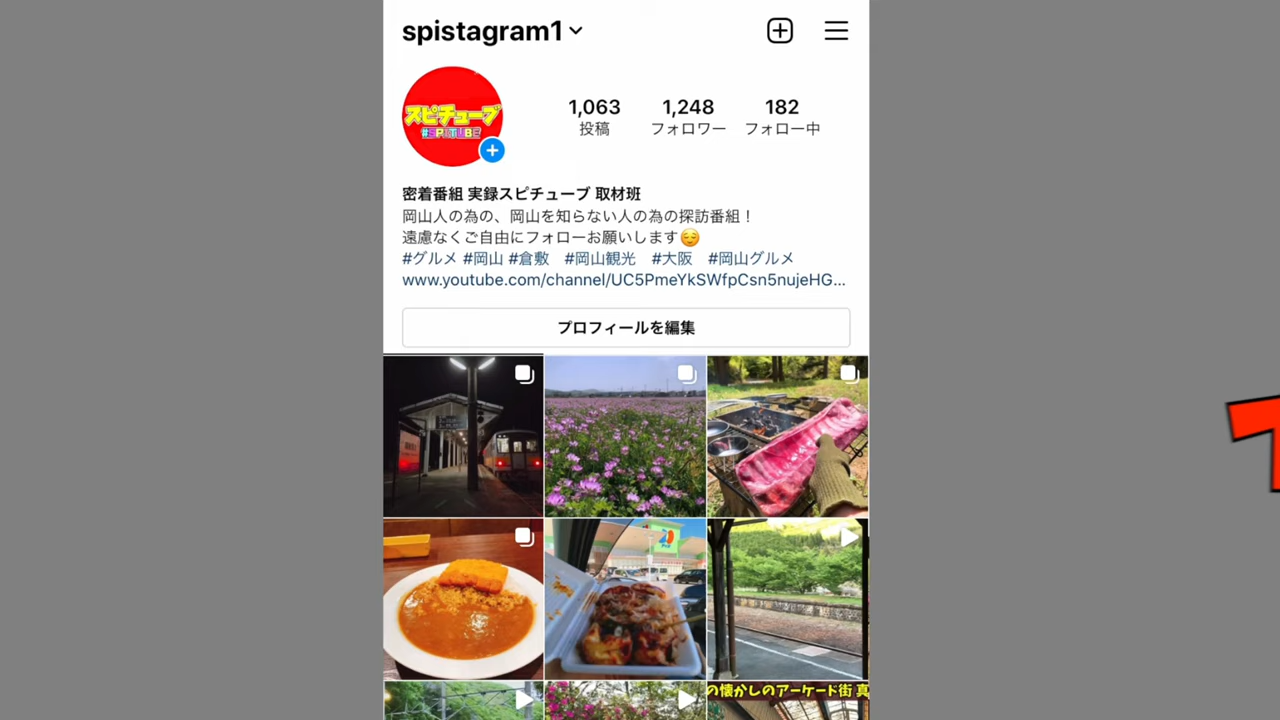 spistagram1
スピチューブ
#SPITUBE
1,063 1,248 182
投稿 フォロワー フォロー中
密着番組 実録スピチューブ 取材班
岡山人の為の、岡山を知らない人の為の探訪番組！
遠慮なくご自由にフォローお願いします😌
#グルメ #岡山 #倉敷　#岡山観光　#大阪　#岡山グルメ
www.youtube.com/channel/UC5PmeYkSWfpCsn5nujeHG...
プロフィールを編集
の懐かしのアーケード街 真